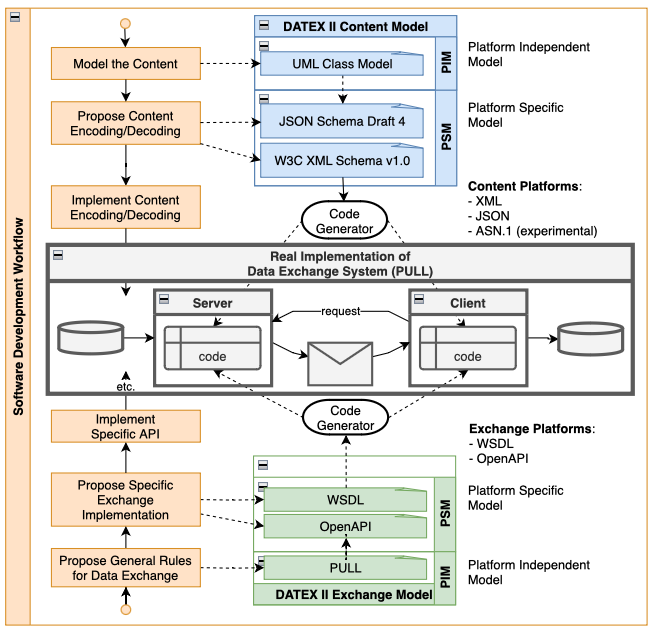 Software Development Workflow
DATEX II Content Model
Model the Content
UML Class Model
PIM
Platform Independent
Model
Propose Content
Encoding/Decoding
JSON Schema Draft 4
W3C XML Schema v1.0
PSM
Platform Specific
Model
Implement Content
Encoding/Decoding
Code
Generator
Content Platforms:
- XML
- JSON
- ASN.1 (experimental)
Real Implementation of
Data Exchange System (PULL)
Server
code
request
Client
code
etc.
Implement
Specific API
Code
Generator
Exchange Platforms:
- WSDL
- OpenAPI
Propose Specific
Exchange
Implementation
WSDL
OpenAPI
PSM
Platform Specific
Model
Propose General Rules
for Data Exchange
PULL
PIM
Platform Independent
Model
DATEX II Exchange Model